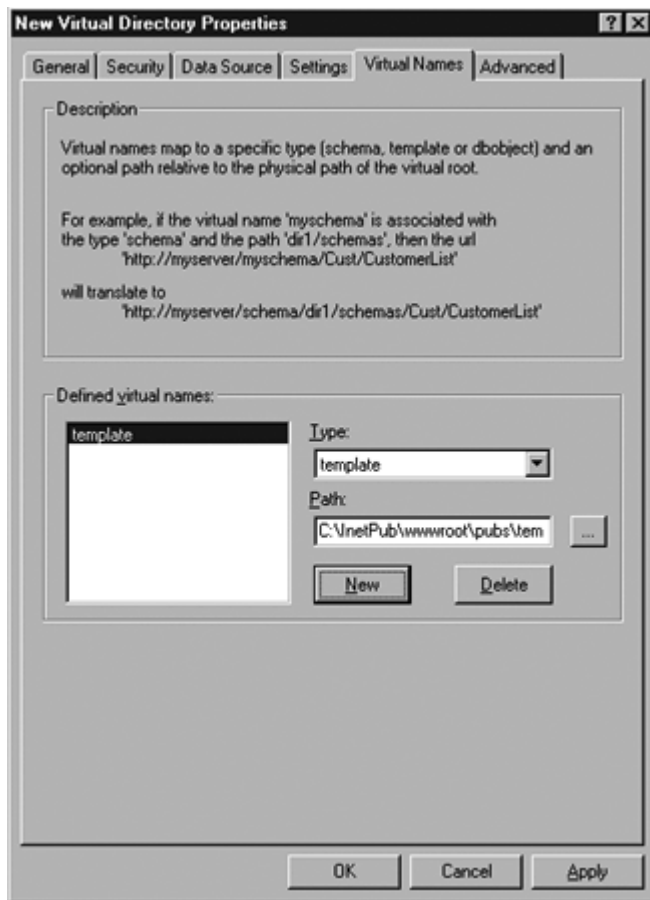 New Virtual Directory Properties
General Security Data Source Settings Virtual Names Advanced
Description
Virtual names map to a specific type (schema, template or dbobject) and an
optional path relative to the physical path of the virtual root.
For example, if the virtual name 'myschema' is associated with
the type 'schema' and the path 'dir1/schemas', then the url
'http://myserver/myschema/Cust/CustomerList'
will translate to
'http://myserver/schema/dir1/schemas/Cust/CustomerList'
Defined virtual names:
template
Type:
template
Path:
C:\InetPub\wwwroot\pubs\tem ...
New Delete
OK Cancel Apply